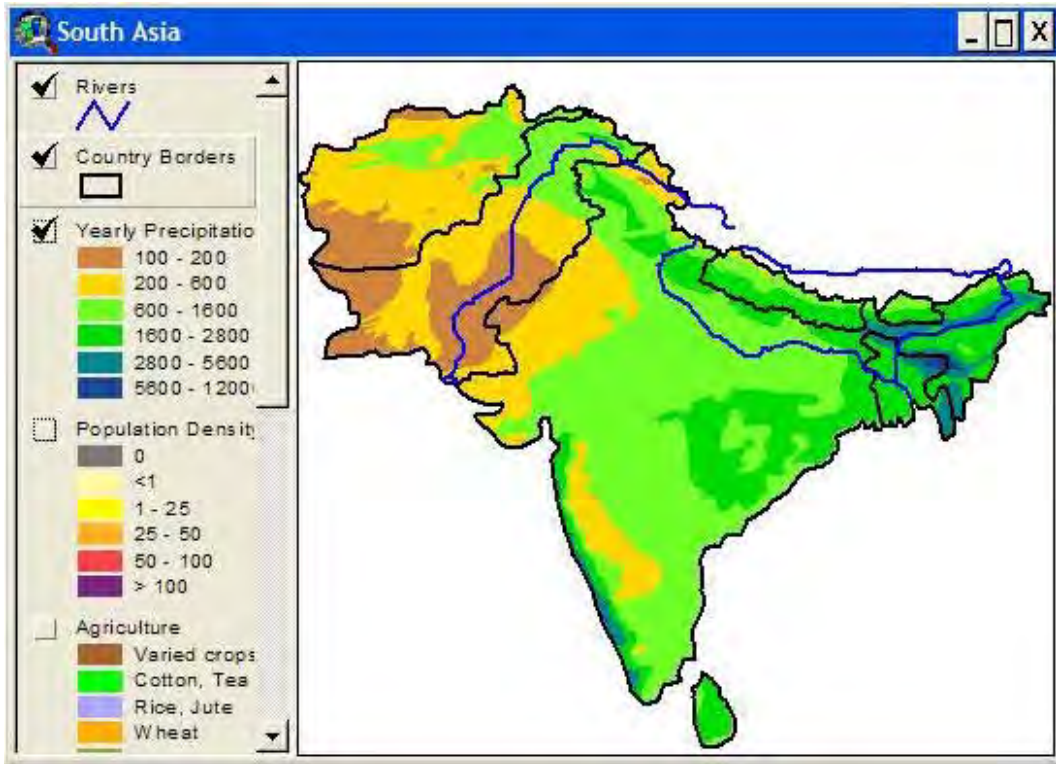 South Asia
Rivers
Country Borders
Yearly Precipitatio
100 - 200
200 - 600
600 - 1600
1600 - 2800
2800 - 5600
5600 - 1200
Population Density
0
<1
1 - 25
25 - 50
50 - 100
> 100
Agriculture
Varied crops
Cotton, Tea
Rice, Jute
Wheat